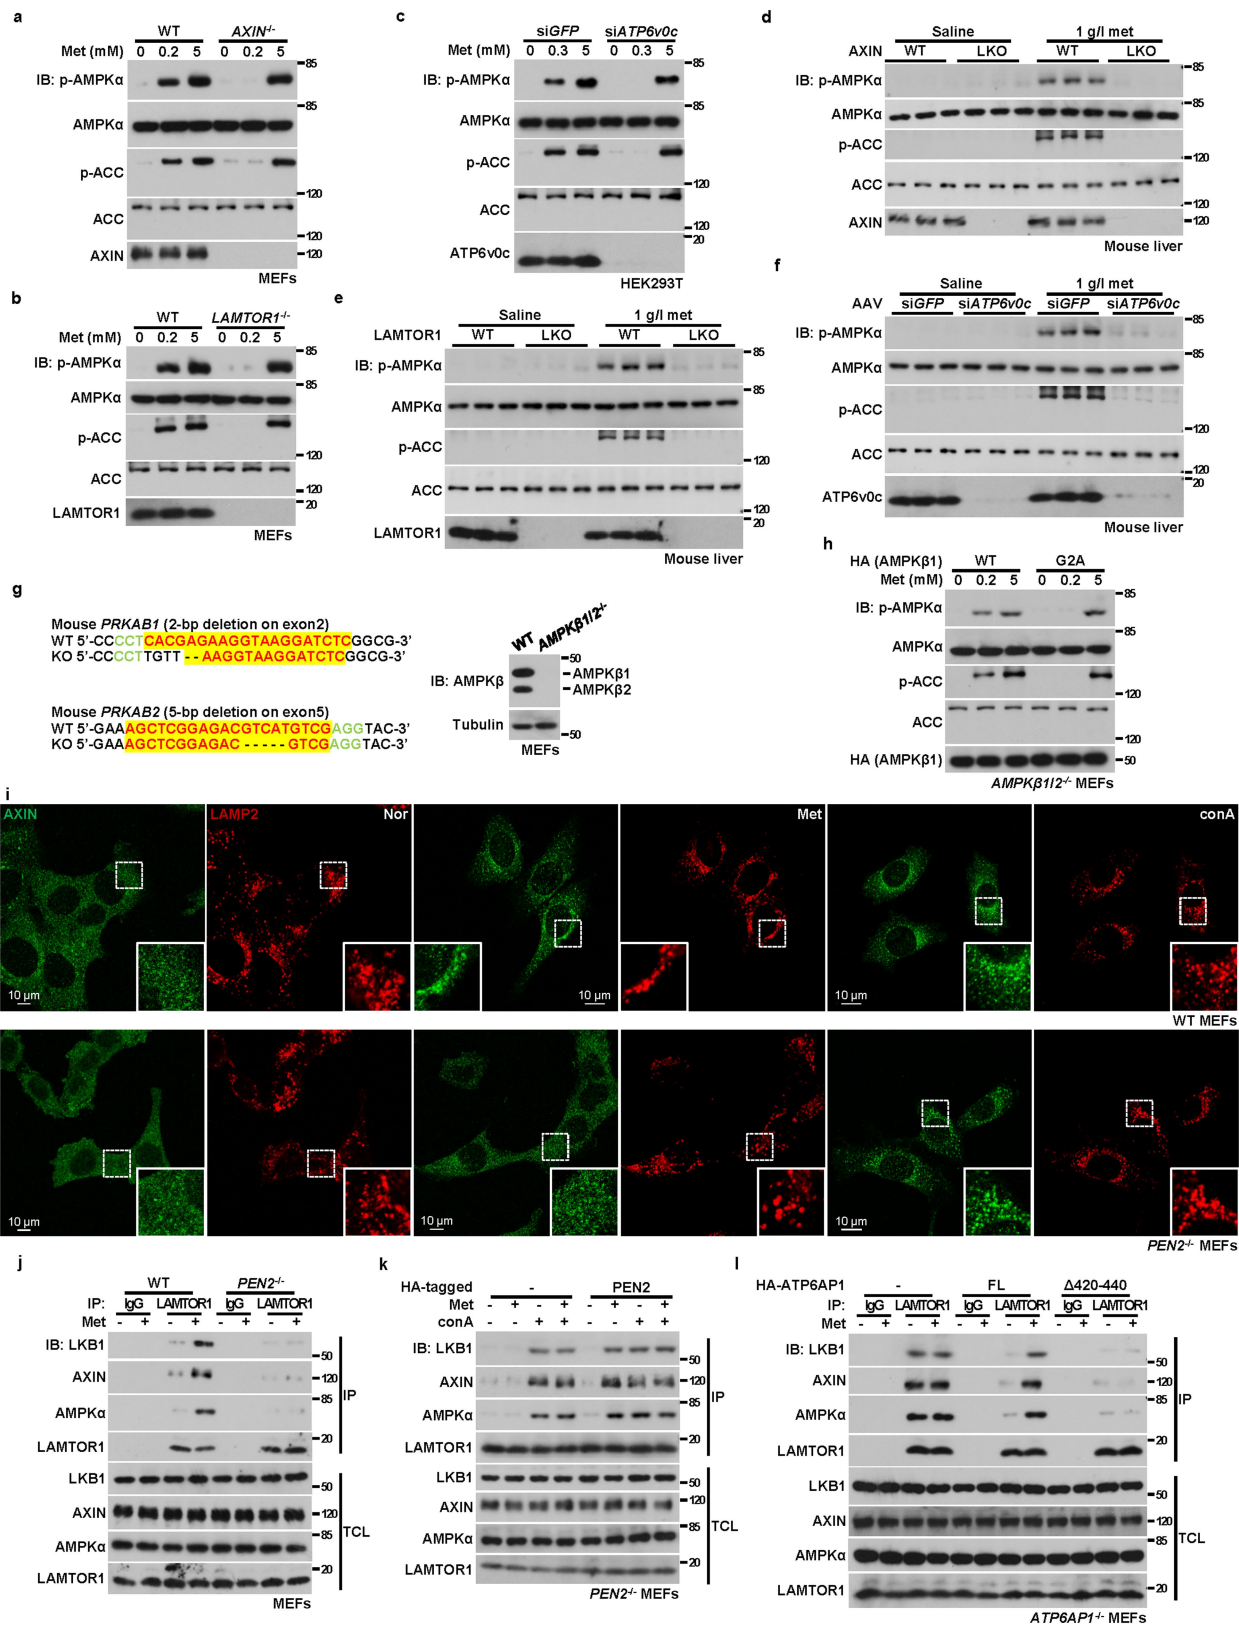 a
WT AXIN-/-
Met (mM) 0 0.2 5 0 0.2 5
IB: p-AMPKα 85
AMPKα 85
p-ACC 120
ACC 120
AXIN 120
MEFs
b
WT LAMTOR1-/-
Met (mM) 0 0.2 5 0 0.2 5
IB: p-AMPKα 85
AMPKα 85
p-ACC 120
ACC 120
LAMTOR1 20
MEFs
c
siGFP siATP6v0c
Met (mM) 0 0.3 5 0 0.3 5
IB: p-AMPKα 85
AMPKα 85
p-ACC 120
ACC 120
ATP6v0c 20
HEK293T
d
Saline 1 g/l met
AXIN WT LKO WT LKO
IB: p-AMPKα 85
AMPKα 85
p-ACC 120
ACC 120
AXIN 120
Mouse liver
e
Saline 1 g/l met
LAMTOR1 WT LKO WT LKO
IB: p-AMPKα 85
AMPKα 85
p-ACC 120
ACC 120
LAMTOR1 20
Mouse liver
f
Saline 1 g/l met
AAV siGFP siATP6v0c siGFP siATP6v0c
IB: p-AMPKα 85
AMPKα 85
p-ACC 120
ACC 120
ATP6v0c 20
Mouse liver
g
Mouse PRKAB1 (2-bp deletion on exon2)
WT 5'-CCCCTCACGAGAAGGTAAGGATCTCGGCG-3'
KO 5'-CCCCTTGTT --AAGGTAAGGATCTCGGCG-3'
Mouse PRKAB2 (5-bp deletion on exon5)
WT 5'-GAAAGCTCGGAGACGTCATGTCGAGGTAC-3'
KO 5'-GAAAGCTCGGAGAC -----GTCGAGGTAC-3'
WT AMPKβ1/2-/-
50
IB: AMPKβ AMPKβ1
AMPKβ2
Tubulin 50
MEFs
h
HA (AMPKβ1) WT G2A
Met (mM) 0 0.2 5 0 0.2 5
IB: p-AMPKα 85
AMPKα 85
p-ACC 120
ACC 120
HA (AMPKβ1) 50
AMPKβ1/2-/- MEFs
i
AXIN LAMP2 Nor Met conA
10 μm 10 μm 10 μm
WT MEFs
10 μm 10 μm 10 μm
PEN2-/- MEFs
j
WT PEN2-/-
IP: IgG LAMTOR1 IgG LAMTOR1
Met - + - + - + - +
IB: LKB1 50
AXIN 120
AMPKα 85
LAMTOR1 20
IP
LKB1 50
AXIN 120
AMPKα 85
LAMTOR1 20
TCL
MEFs
k
HA-tagged - PEN2
Met - + - + - + - +
conA - - + + - - + +
IB: LKB1 50
AXIN 120
AMPKα 85
LAMTOR1 20
IP
LKB1 50
AXIN 120
AMPKα 85
LAMTOR1 20
TCL
PEN2-/- MEFs
l
HA-ATP6AP1 - FL Δ420-440
IP: IgG LAMTOR1 IgG LAMTOR1 IgG LAMTOR1
Met - + - + - + - + - + - +
IB: LKB1 50
AXIN 120
AMPKα 85
LAMTOR1 20
IP
LKB1 50
AXIN 120
AMPKα 85
LAMTOR1 20
TCL
ATP6AP1-/- MEFs